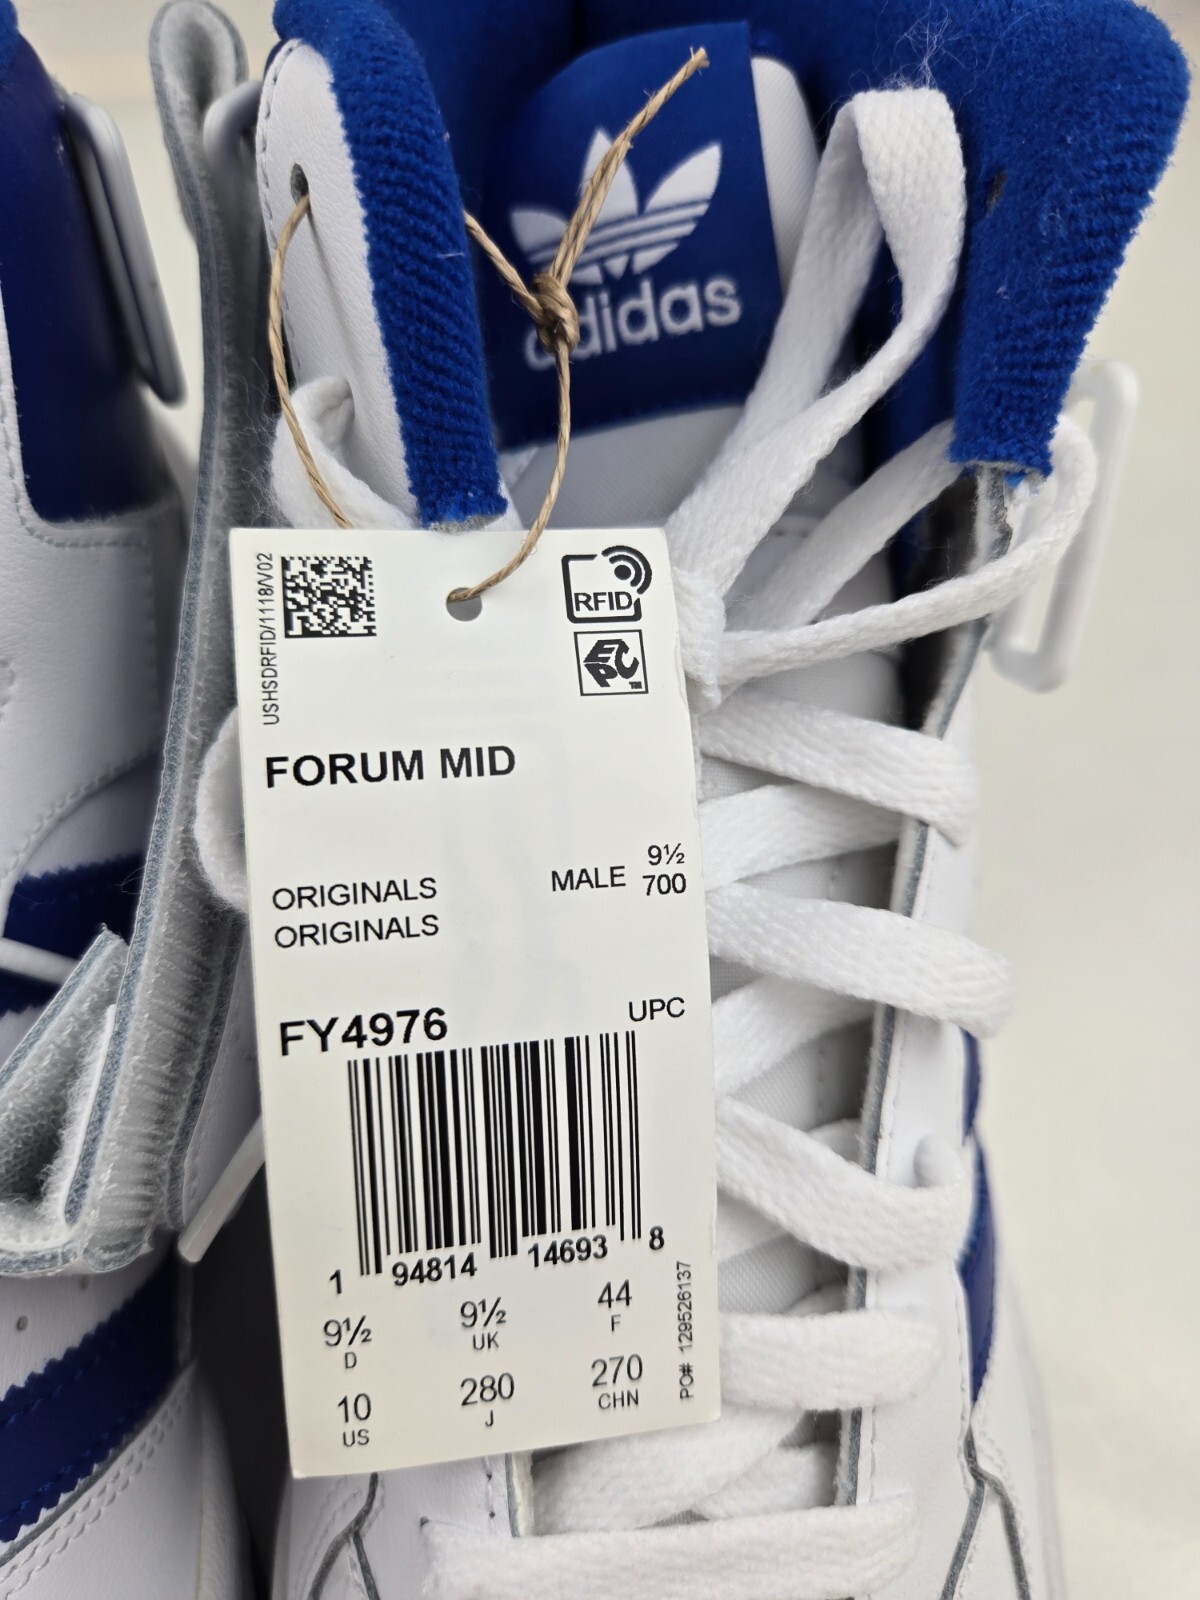 adidas
USHSDRFID/1118/V02
RFID
EPC
TM
FORUM MID
ORIGINALS
ORIGINALS
MALE 9½
700
FY4976
UPC
1 94814 14693 8
9½ 9½ 44
D UK F
10 280 270
US J CHN
PO# 129526137